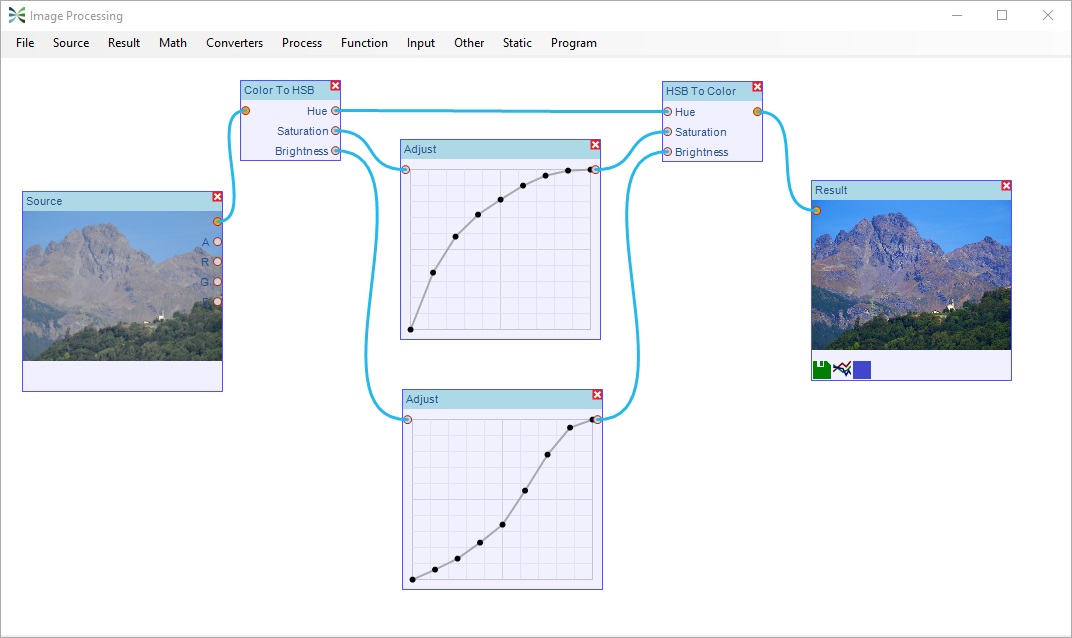 Image Processing
File Source Result Math Converters Process Function Input Other Static Program
Color To HSB
Hue
Saturation
Brightness
HSB To Color
Hue
Saturation
Brightness
Adjust
Source
A
R
G
B
Result
Adjust